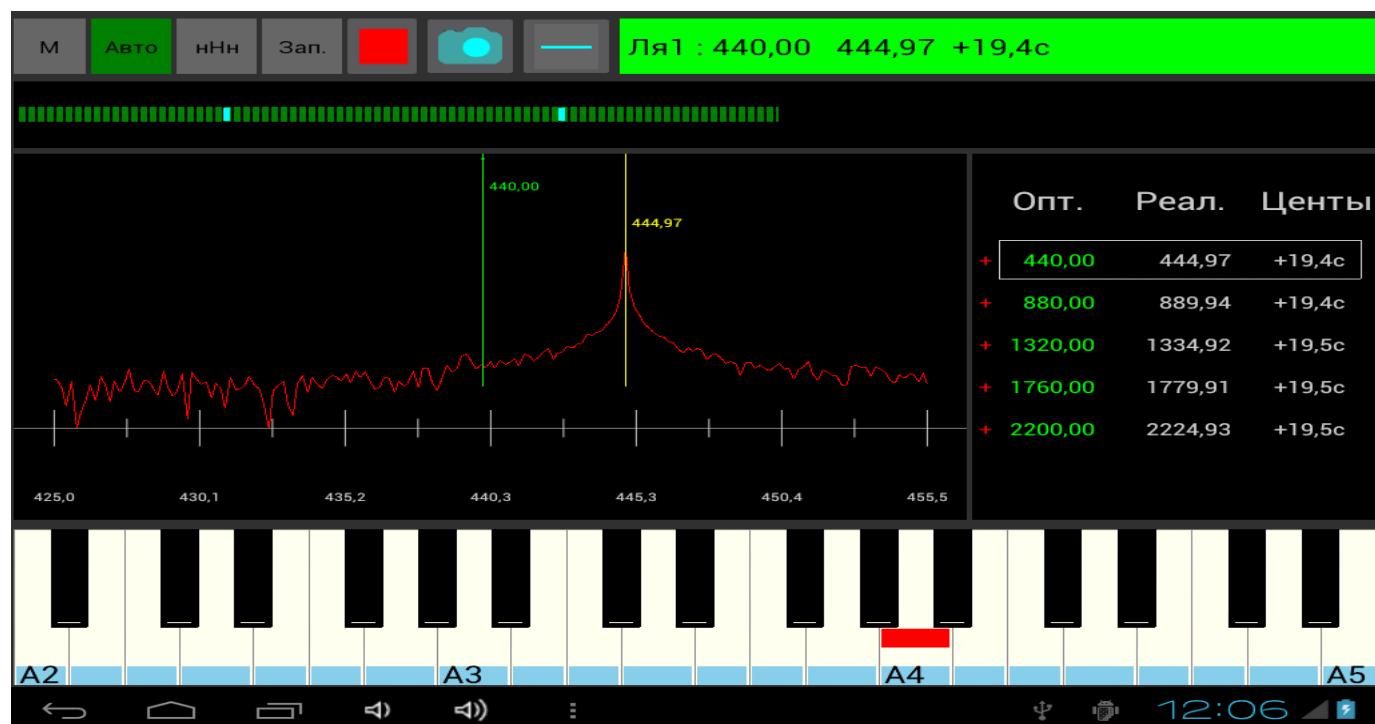 М Авто нНн Зап. Ля1 : 440,00 444,97 +19,4c
440,00
444,97
Опт. Реал. Центы
+ 440,00 444,97 +19,4c
+ 880,00 889,94 +19,4c
+ 1320,00 1334,92 +19,5c
+ 1760,00 1779,91 +19,5c
+ 2200,00 2224,93 +19,5c
425,0 430,1 435,2 440,3 445,3 450,4 455,5
A2 A3 A4 A5
12:06